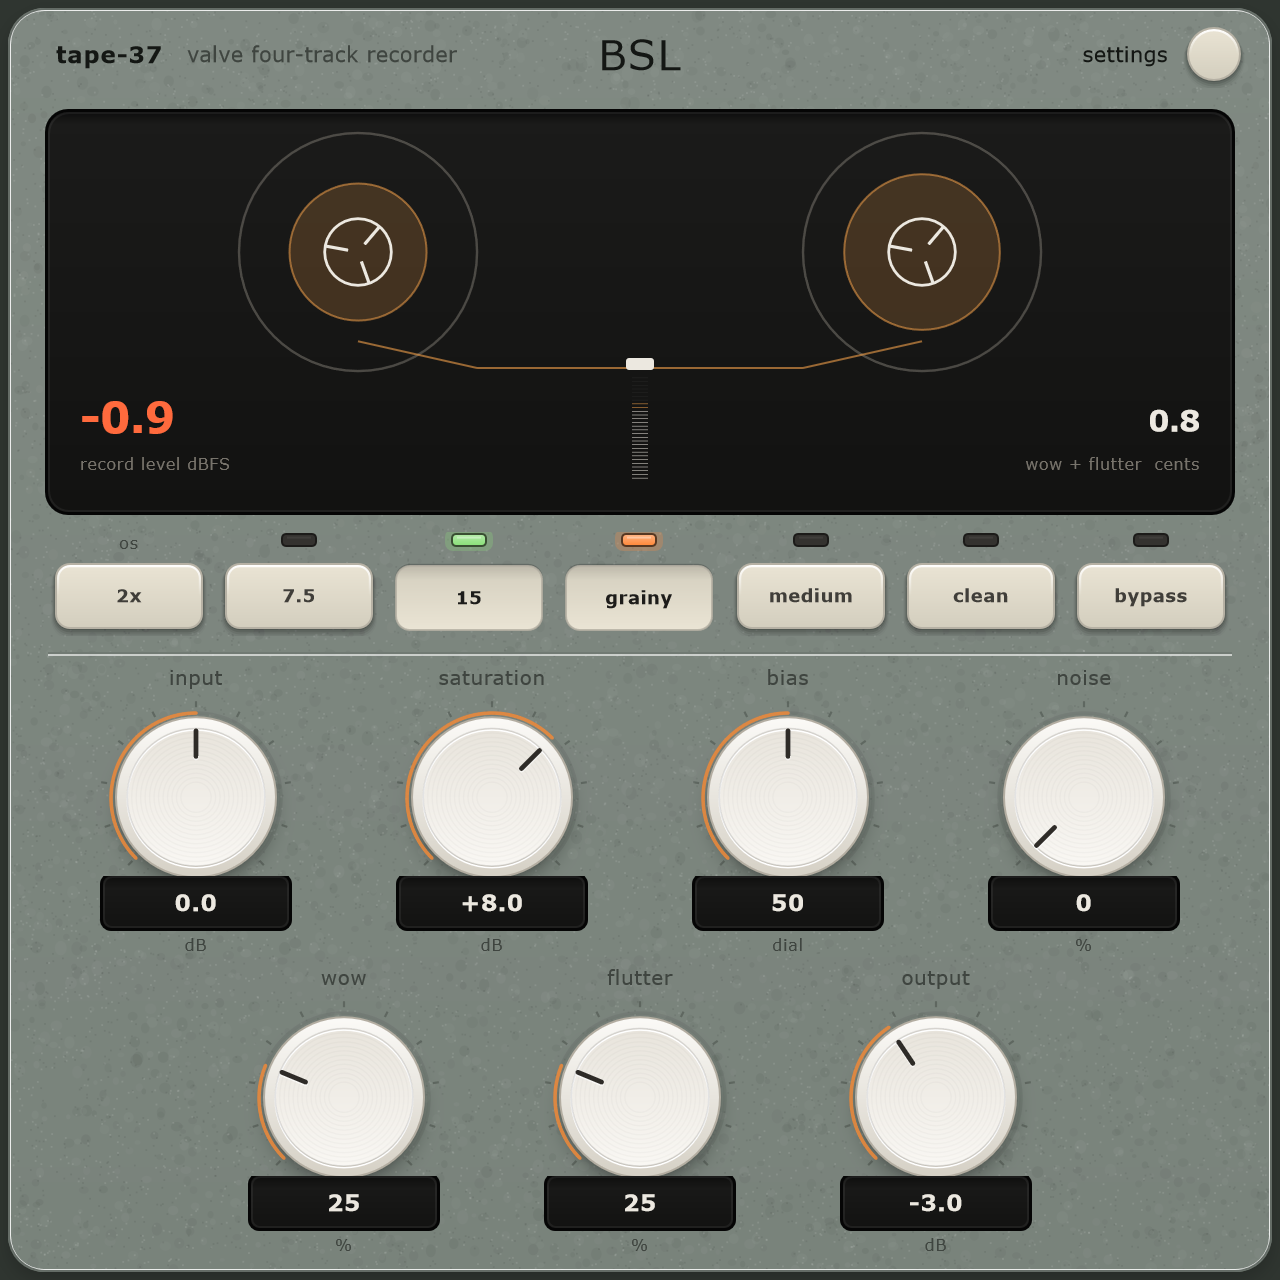 tape-37 valve four-track recorder BSL settings
-0.9 0.8
record level dBFS wow + flutter cents
os
2x 7.5 15 grainy medium clean bypass
input saturation bias noise
0.0 +8.0 50 0
dB dB dial %
wow flutter output
25 25 -3.0
% % dB